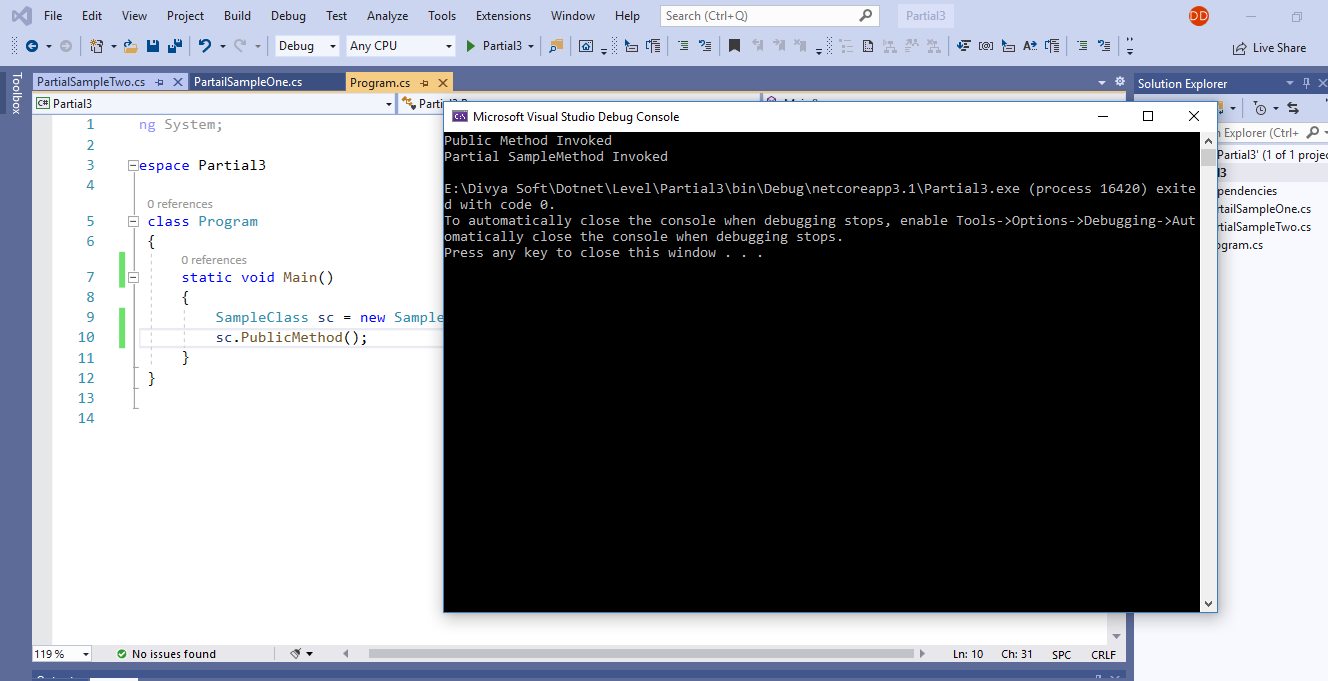 File Edit View Project Build Debug Test Analyze Tools Extensions Window Help Search (Ctrl+Q) Partial3 DD
Debug Any CPU Partial3 Live Share
Toolbox
PartialSampleTwo.cs PartailSampleOne.cs Program.cs
Solution Explorer
Partial3
Explorer (Ctrl+
Partial3' (1 of 1 projec
l3
pendencies
rtailSampleOne.cs
rtialSampleTwo.cs
ogram.cs
1 ng System;
2
3 espace Partial3
4
0 references
5 class Program
6 {
0 references
7 static void Main()
8 {
9 SampleClass sc = new Sample
10 sc.PublicMethod();
11 }
12 }
13
14
Microsoft Visual Studio Debug Console
Public Method Invoked
Partial SampleMethod Invoked
E:\Divya Soft\Dotnet\Level\Partial3\bin\Debug\netcoreapp3.1\Partial3.exe (process 16420) exite
d with code 0.
To automatically close the console when debugging stops, enable Tools->Options->Debugging->Aut
omatically close the console when debugging stops.
Press any key to close this window . . .
119 % No issues found Ln: 10 Ch: 31 SPC CRLF